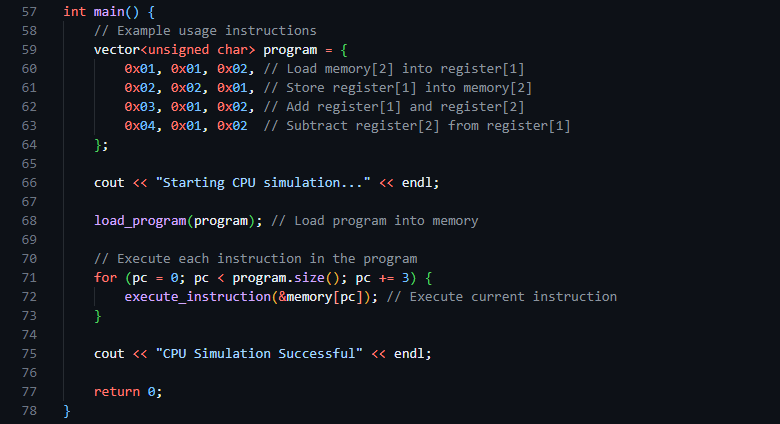 57 int main() {
58     // Example usage instructions
59     vector<unsigned char> program = {
60         0x01, 0x01, 0x02, // Load memory[2] into register[1]
61         0x02, 0x02, 0x01, // Store register[1] into memory[2]
62         0x03, 0x01, 0x02, // Add register[1] and register[2]
63         0x04, 0x01, 0x02  // Subtract register[2] from register[1]
64     };
65
66     cout << "Starting CPU simulation..." << endl;
67
68     load_program(program); // Load program into memory
69
70     // Execute each instruction in the program
71     for (pc = 0; pc < program.size(); pc += 3) {
72         execute_instruction(&memory[pc]); // Execute current instruction
73     }
74
75     cout << "CPU Simulation Successful" << endl;
76
77     return 0;
78 }